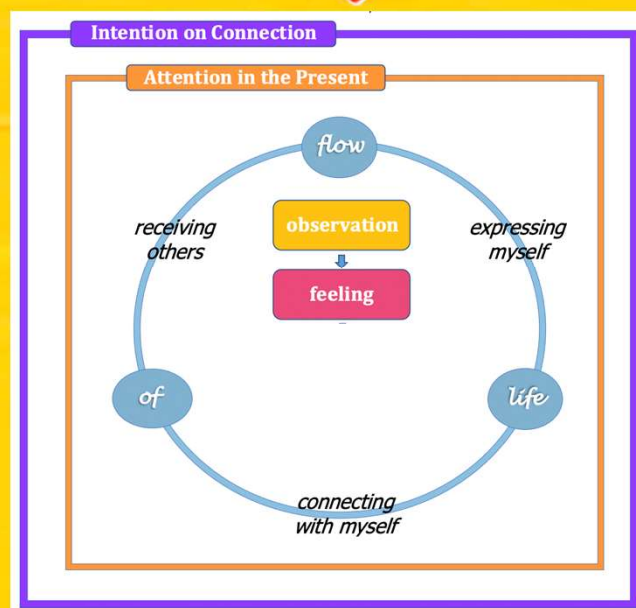 Intention on Connection
Attention in the Present
flow
receiving
others
observation
expressing
myself
feeling
of
life
connecting
with myself